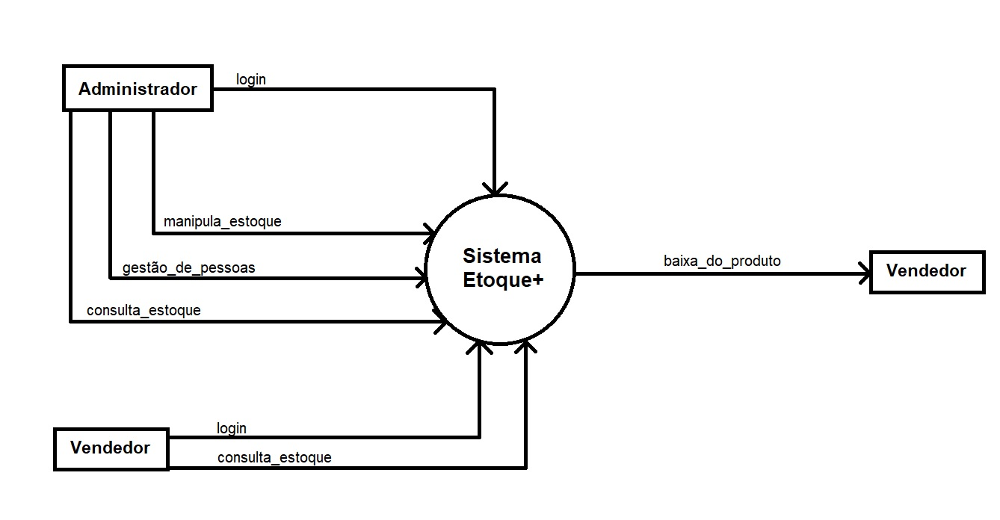 Administrador
login
manipula_estoque
gestão_de_pessoas
consulta_estoque
Sistema
Etoque+
baixa_do_produto
Vendedor
Vendedor
login
consulta_estoque